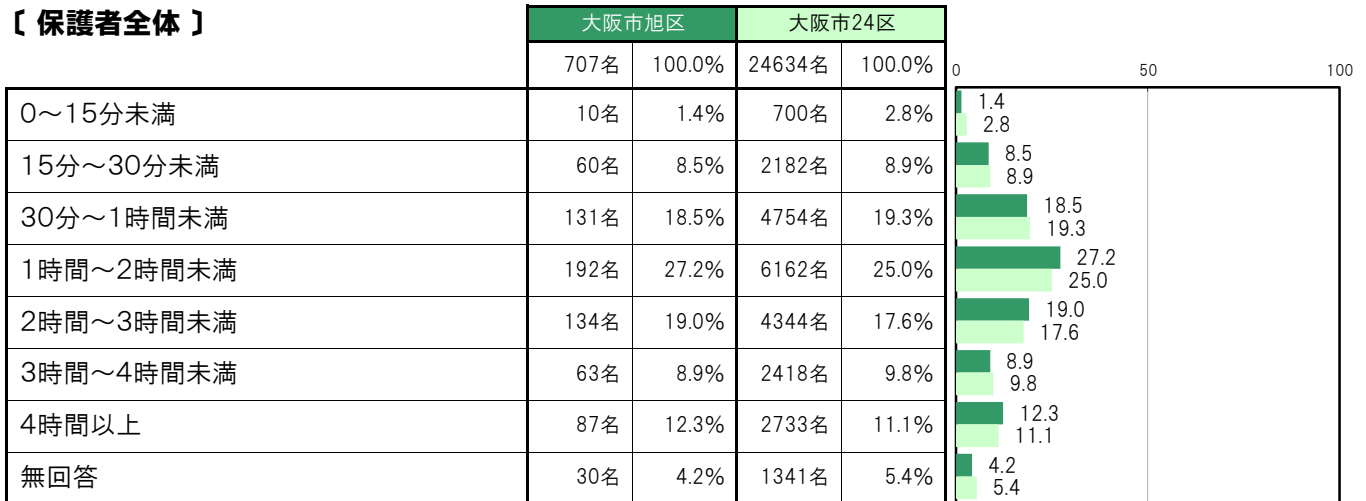 〔 保護者全体 〕
大阪市旭区 大阪市24区
707名 100.0% 24634名 100.0%
0 50 100
0～15分未満 10名 1.4% 700名 2.8%
1.4
2.8
15分～30分未満 60名 8.5% 2182名 8.9%
8.5
8.9
30分～1時間未満 131名 18.5% 4754名 19.3%
18.5
19.3
1時間～2時間未満 192名 27.2% 6162名 25.0%
27.2
25.0
2時間～3時間未満 134名 19.0% 4344名 17.6%
19.0
17.6
3時間～4時間未満 63名 8.9% 2418名 9.8%
8.9
9.8
4時間以上 87名 12.3% 2733名 11.1%
12.3
11.1
無回答 30名 4.2% 1341名 5.4%
4.2
5.4